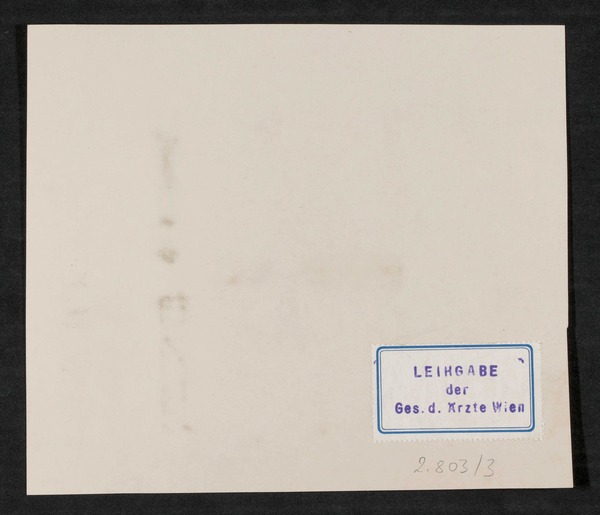 LEIHGABE
der
Ges. d. Ärzte Wien
2.803/3